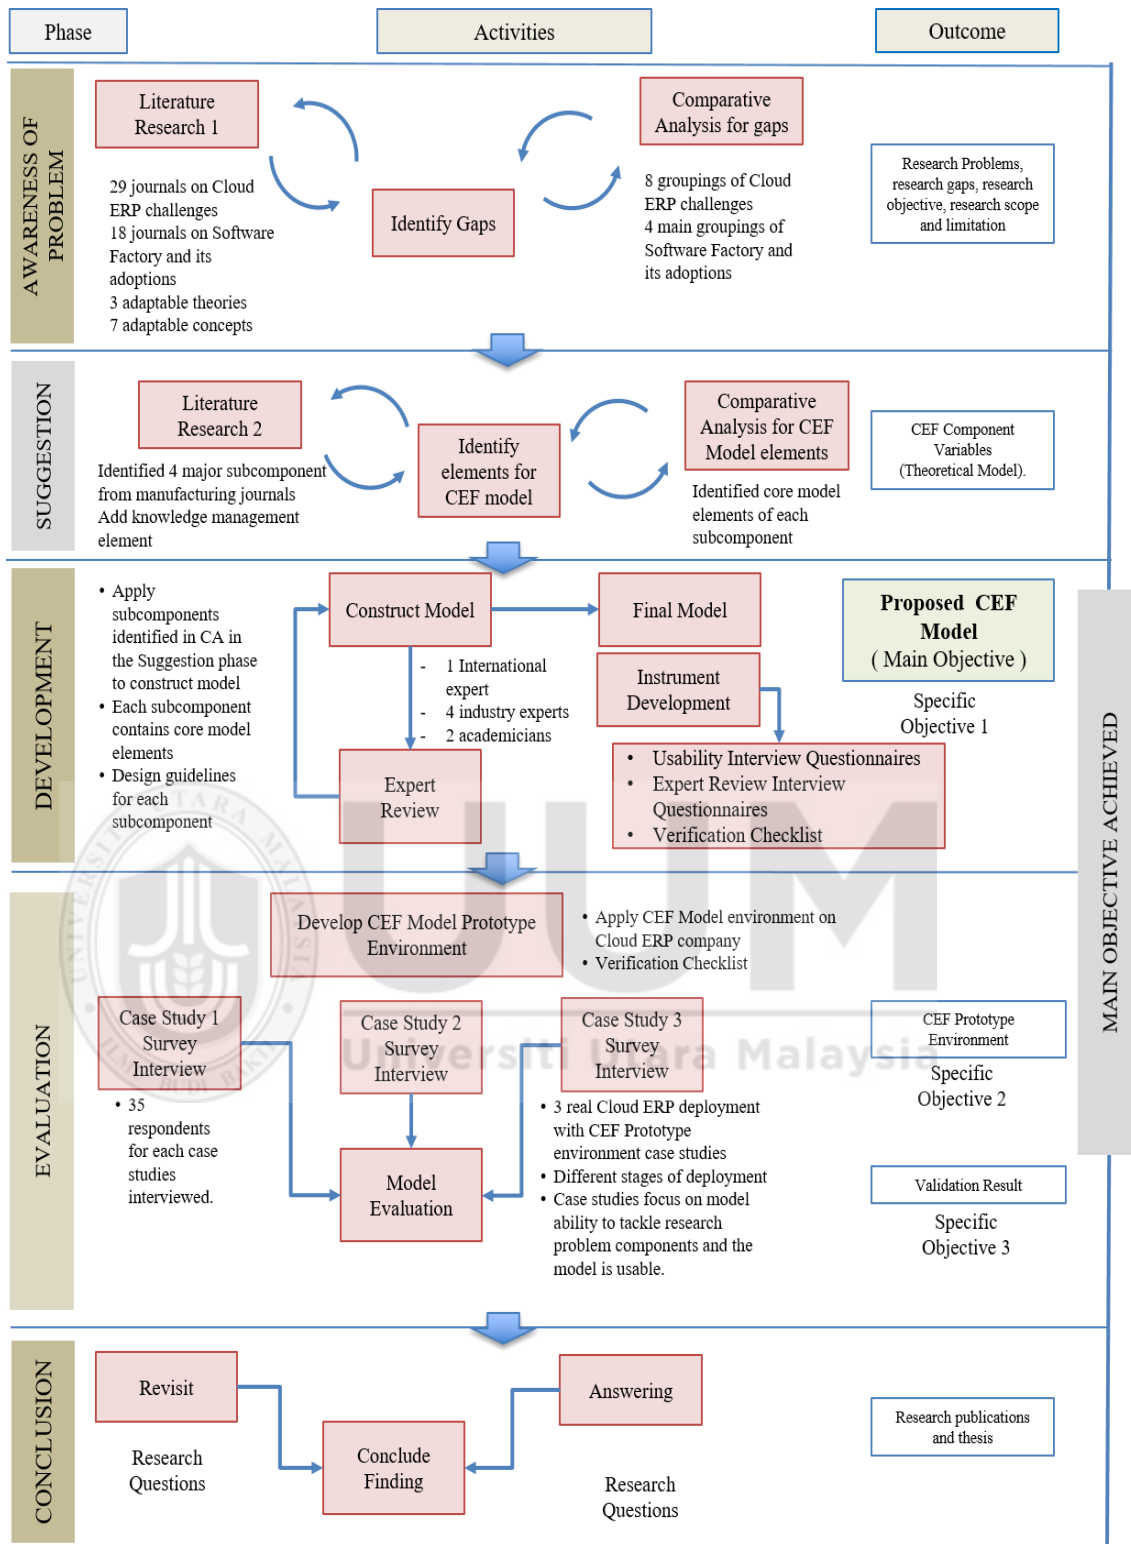 Phase
Activities
Outcome
AWARENESS OF
PROBLEM
Literature
Research 1
29 journals on Cloud
ERP challenges
18 journals on Software
Factory and its
adoptions
3 adaptable theories
7 adaptable concepts
Identify Gaps
Comparative
Analysis for gaps
8 groupings of Cloud
ERP challenges
4 main groupings of
Software Factory and
its adoptions
Research Problems,
research gaps, research
objective, research scope
and limitation
SUGGESTION
Literature
Research 2
Identified 4 major subcomponent
from manufacturing journals
Add knowledge management
element
Identify
elements for
CEF model
Comparative
Analysis for CEF
Model elements
Identified core model
elements of each
subcomponent
CEF Component
Variables
(Theoretical Model).
DEVELOPMENT
• Apply
subcomponents
identified in CA in
the Suggestion phase
to construct model
• Each subcomponent
contains core model
elements
• Design guidelines
for each
subcomponent
Construct Model
- 1 International
expert
- 4 industry experts
- 2 academicians
Expert
Review
Final Model
Instrument
Development
• Usability Interview Questionnaires
• Expert Review Interview
Questionnaires
• Verification Checklist
Proposed CEF
Model
( Main Objective )
Specific
Objective 1
MAIN OBJECTIVE ACHIEVED
EVALUATION
Develop CEF Model Prototype
Environment
• Apply CEF Model environment on
Cloud ERP company
• Verification Checklist
Case Study 1
Survey
Interview
• 35
respondents
for each case
studies
interviewed.
Case Study 2
Survey
Interview
Case Study 3
Survey
Interview
Model
Evaluation
• 3 real Cloud ERP deployment
with CEF Prototype
environment case studies
• Different stages of deployment
• Case studies focus on model
ability to tackle research
problem components and the
model is usable.
CEF Prototype
Environment
Specific
Objective 2
Validation Result
Specific
Objective 3
CONCLUSION
Revisit
Research
Questions
Conclude
Finding
Answering
Research
Questions
Research publications
and thesis
UUM
Universiti Utara Malaysia
UNIVERSITI UTARA MALAYSIA
ILMU BUDI BAKTI